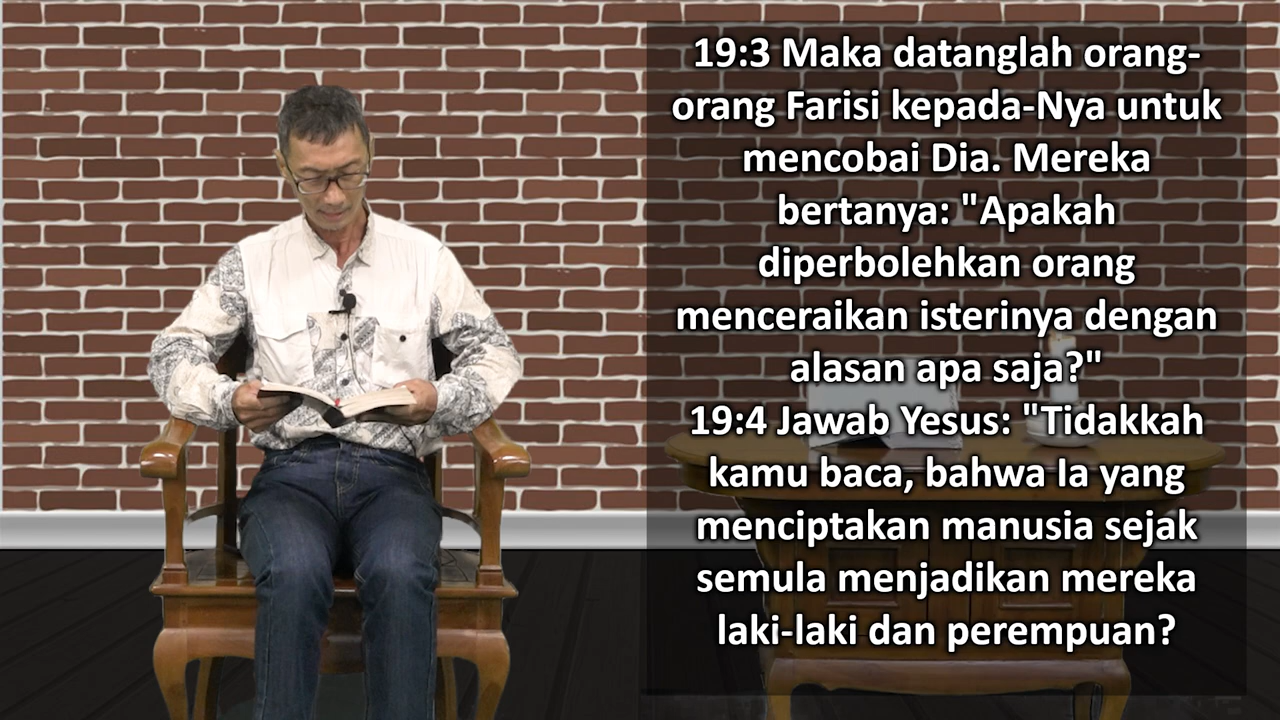 19:3 Maka datanglah orang-
orang Farisi kepada-Nya untuk
mencobai Dia. Mereka
bertanya: "Apakah
diperbolehkan orang
menceraikan isterinya dengan
alasan apa saja?"
19:4 Jawab Yesus: "Tidakkah
kamu baca, bahwa Ia yang
menciptakan manusia sejak
semula menjadikan mereka
laki-laki dan perempuan?